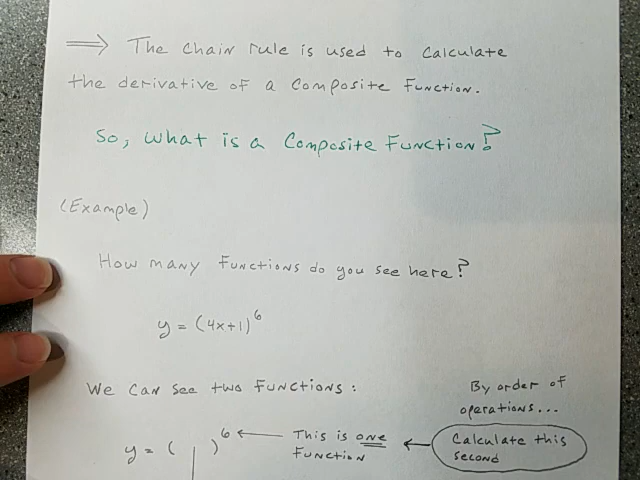 ⇒ The chain rule is used to calculate
the derivative of a composite function.
So, what is a composite function?
(Example)
How many functions do you see here?
y = (4x+1)⁶
We can see two functions:
By order of
operations...
y = ( )⁶ ← This is one
function
← Calculate this
second